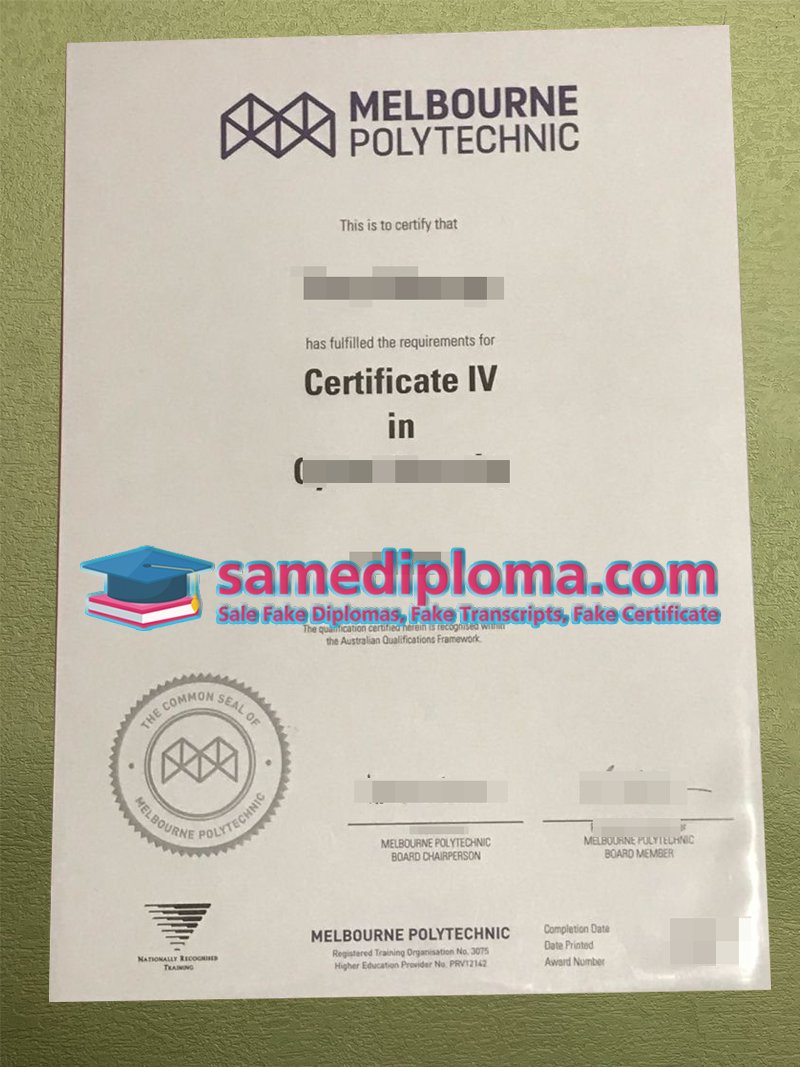 MELBOURNE
POLYTECHNIC
This is to certify that
has fulfilled the requirements for
Certificate IV
in
samediploma.com
Sale Fake Diplomas, Fake Transcripts, Fake Certificate
The qualification certified herein is recognised within
the Australian Qualifications Framework.
THE COMMON SEAL OF
MELBOURNE POLYTECHNIC
MELBOURNE POLYTECHNIC
BOARD CHAIRPERSON
MELBOURNE POLYTECHNIC
BOARD MEMBER
NATIONALLY RECOGNISED
TRAINING
MELBOURNE POLYTECHNIC
Registered Training Organisation No. 3075
Higher Education Provider No. PRV12142
Completion Date
Date Printed
Award Number